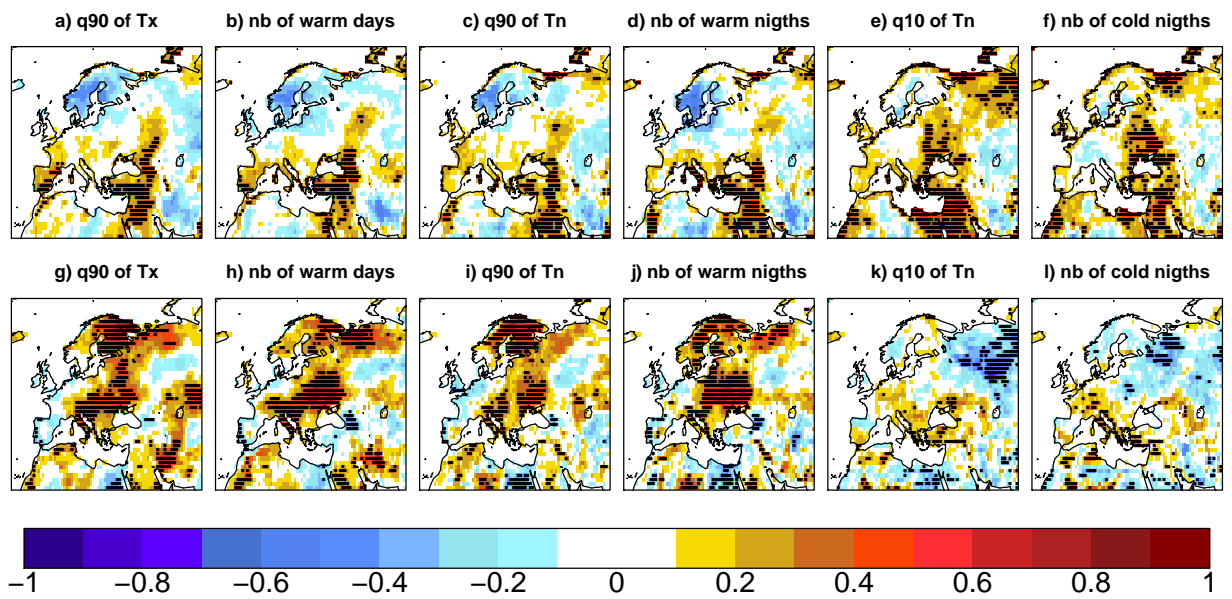 a) q90 of Tx b) nb of warm days c) q90 of Tn d) nb of warm nigths e) q10 of Tn f) nb of cold nigths
g) q90 of Tx h) nb of warm days i) q90 of Tn j) nb of warm nigths k) q10 of Tn l) nb of cold nigths
−1 −0.8 −0.6 −0.4 −0.2 0 0.2 0.4 0.6 0.8 1